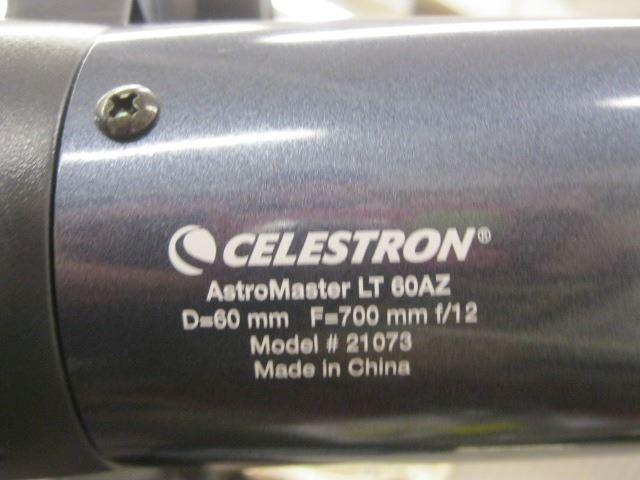 CELESTRON®
AstroMaster LT 60AZ
D=60 mm F=700 mm f/12
Model # 21073
Made in China